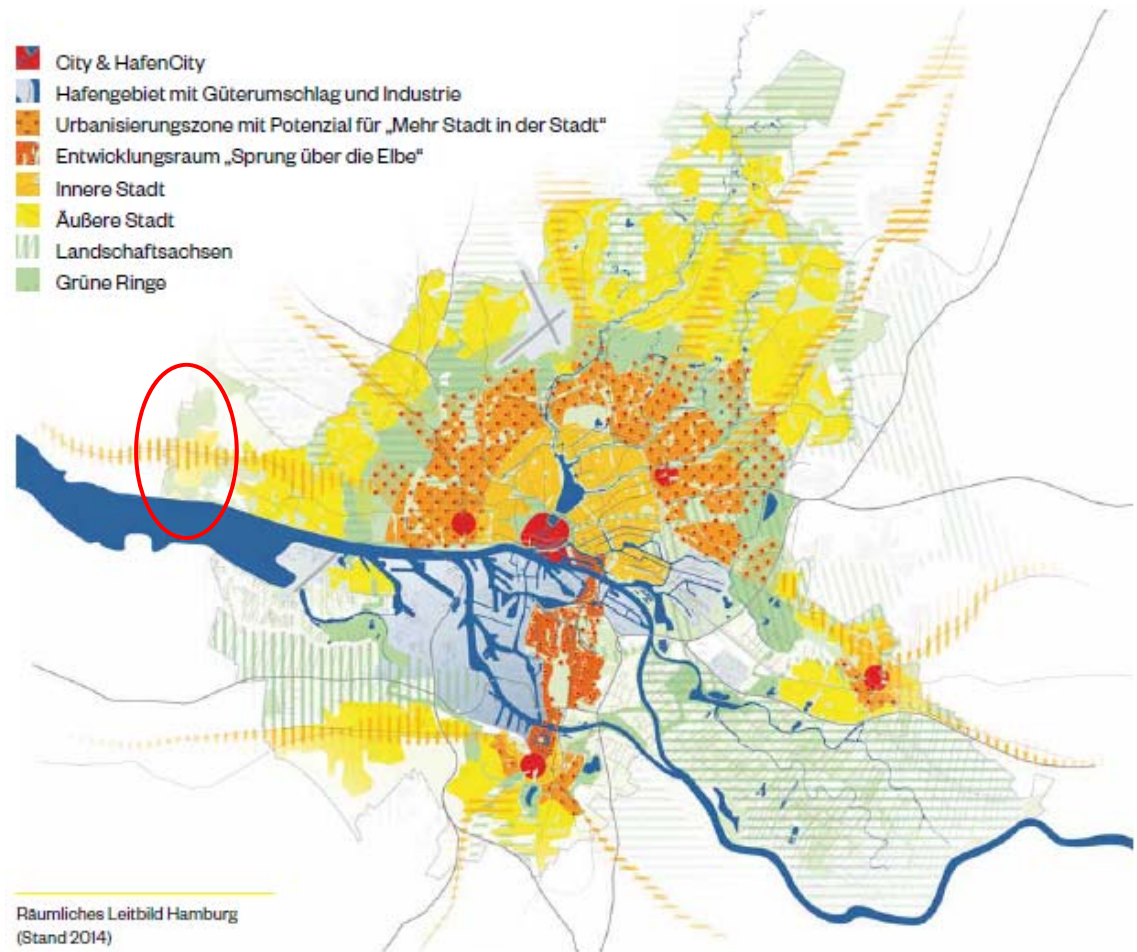 City & HafenCity
Hafengebiet mit Güterumschlag und Industrie
Urbanisierungszone mit Potenzial für „Mehr Stadt in der Stadt“
Entwicklungsraum „Sprung über die Elbe“
Innere Stadt
Äußere Stadt
Landschaftsachsen
Grüne Ringe
Räumliches Leitbild Hamburg
(Stand 2014)